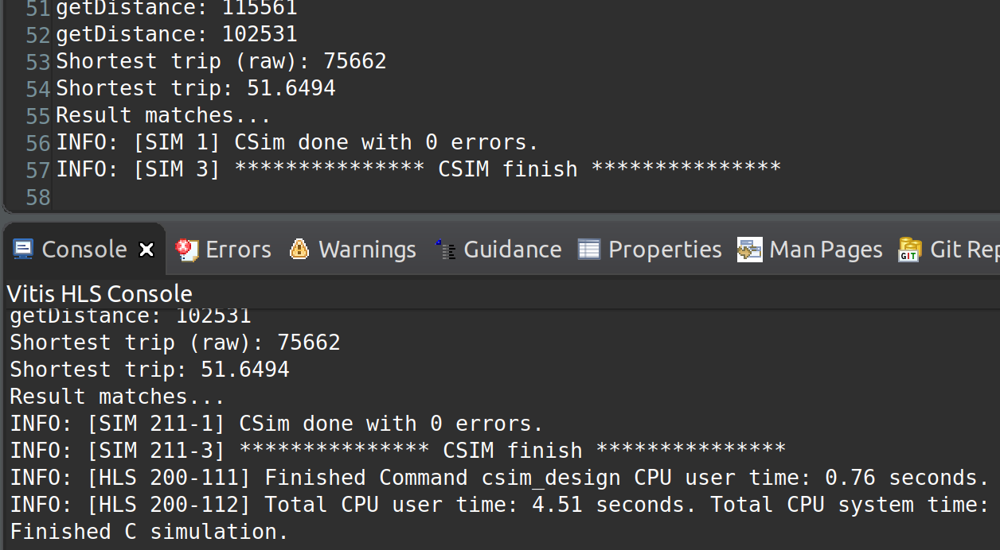 51 getDistance: 115561
52 getDistance: 102531
53 Shortest trip (raw): 75662
54 Shortest trip: 51.6494
55 Result matches...
56 INFO: [SIM 1] CSim done with 0 errors.
57 INFO: [SIM 3] *************** CSIM finish ***************
58
Console Errors Warnings Guidance Properties Man Pages GIT Git Rep
Vitis HLS Console
getDistance: 102531
Shortest trip (raw): 75662
Shortest trip: 51.6494
Result matches...
INFO: [SIM 211-1] CSim done with 0 errors.
INFO: [SIM 211-3] *************** CSIM finish ***************
INFO: [HLS 200-111] Finished Command csim_design CPU user time: 0.76 seconds.
INFO: [HLS 200-112] Total CPU user time: 4.51 seconds. Total CPU system time:
Finished C simulation.